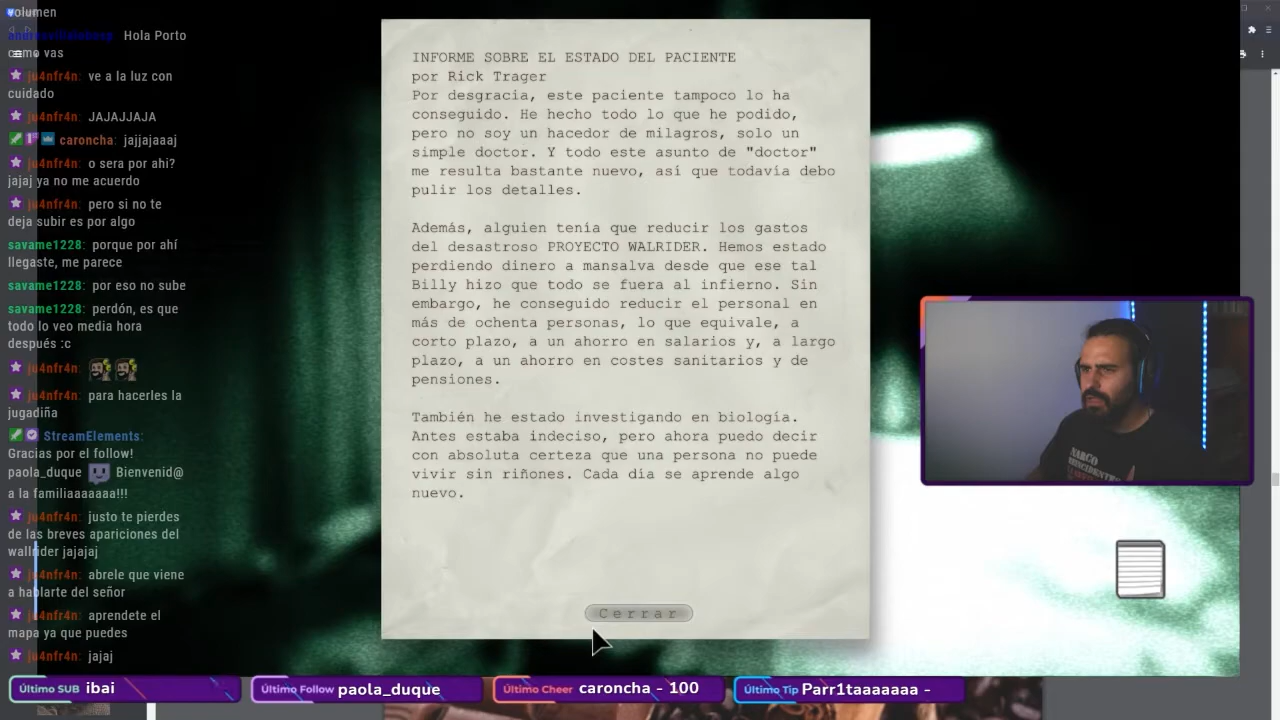 volumen
Hola Porto
como vas
ju4nfr4n: ve a la luz con
cuidado
ju4nfr4n: JAJAJJAJA
caroncha: jajjajaaaj
ju4nfr4n: o sera por ahi?
jajaj ya no me acuerdo
ju4nfr4n: pero si no te
deja subir es por algo
savame1228: porque por ahí
llegaste, me parece
savame1228: por eso no sube
savame1228: perdón, es que
todo lo veo media hora
después :c
ju4nfr4n:
ju4nfr4n: para hacerles la
jugadiña
StreamElements:
Gracias por el follow!
paola_duque Bienvenid@
a la familiaaaaaaa!!!
ju4nfr4n: justo te pierdes
de las breves apariciones del
wallrider jajajaj
ju4nfr4n: abrele que viene
a hablarte del señor
ju4nfr4n: aprendete el
mapa ya que puedes
ju4nfr4n: jajaj
INFORME SOBRE EL ESTADO DEL PACIENTE
por Rick Trager
Por desgracia, este paciente tampoco lo ha
conseguido. He hecho todo lo que he podido,
pero no soy un hacedor de milagros, solo un
simple doctor. Y todo este asunto de "doctor"
me resulta bastante nuevo, así que todavía debo
pulir los detalles.
Además, alguien tenía que reducir los gastos
del desastroso PROYECTO WALRIDER. Hemos estado
perdiendo dinero a mansalva desde que ese tal
Billy hizo que todo se fuera al infierno. Sin
embargo, he conseguido reducir el personal en
más de ochenta personas, lo que equivale, a
corto plazo, a un ahorro en salarios y, a largo
plazo, a un ahorro en costes sanitarios y de
pensiones.
También he estado investigando en biología.
Antes estaba indeciso, pero ahora puedo decir
con absoluta certeza que una persona no puede
vivir sin riñones. Cada día se aprende algo
nuevo.
Cerrar
NARCO
Último SUB ibai
Último Follow paola_duque
Último Cheer caroncha - 100
Último Tip Parr1taaaaaaa -